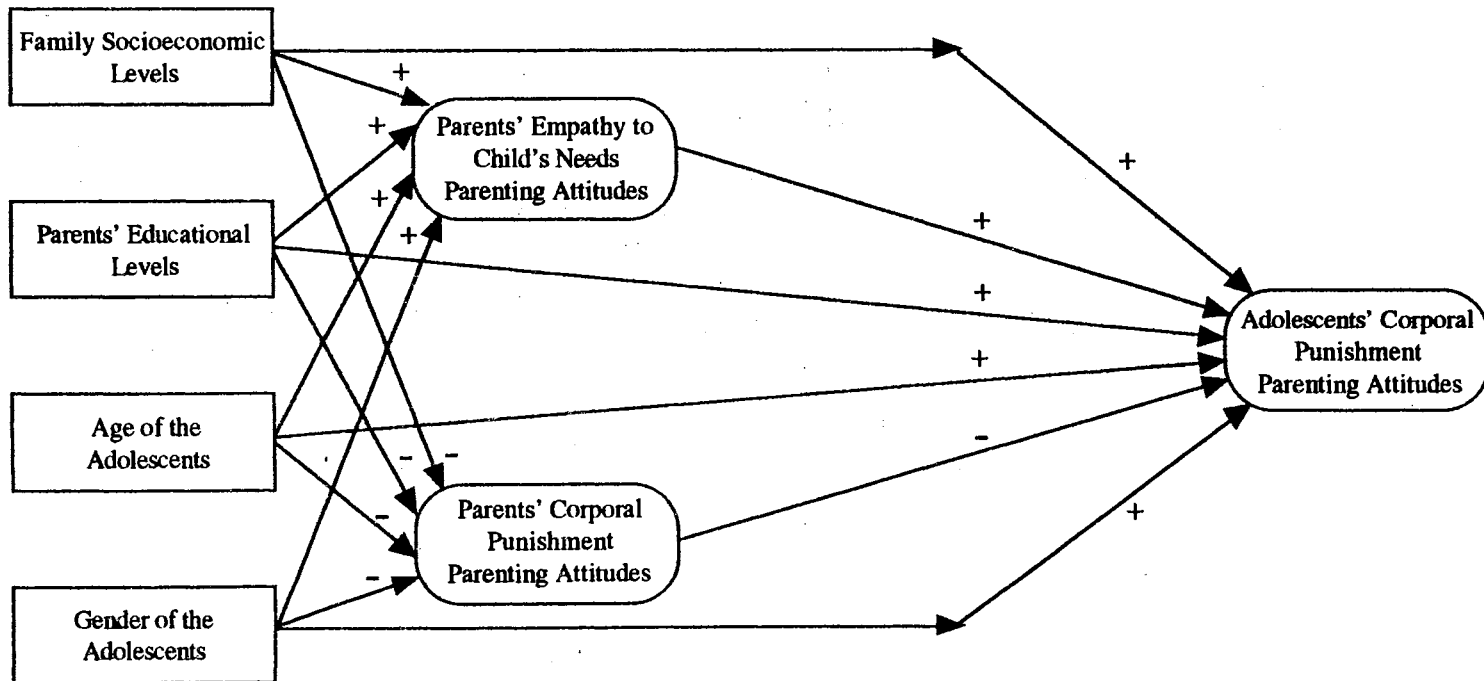 Family Socioeconomic
Levels
+
+
Parents' Empathy to
Child's Needs
Parenting Attitudes
+
+
+
+
Parents' Educational
Levels
+
+
Adolescents' Corporal
Punishment
Parenting Attitudes
Age of the
Adolescents
-
-
-
-
-
Parents' Corporal
Punishment
Parenting Attitudes
+
Gender of the
Adolescents